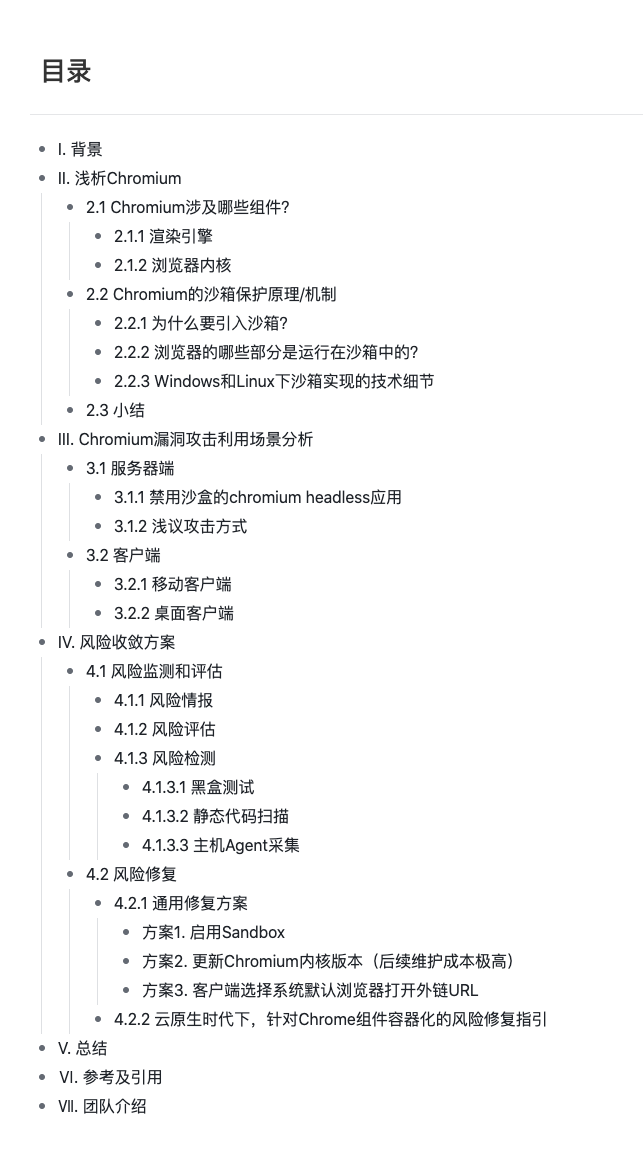 目录
I. 背景
II. 浅析Chromium
2.1 Chromium涉及哪些组件?
2.1.1 渲染引擎
2.1.2 浏览器内核
2.2 Chromium的沙箱保护原理/机制
2.2.1 为什么要引入沙箱?
2.2.2 浏览器的哪些部分是运行在沙箱中的?
2.2.3 Windows和Linux下沙箱实现的技术细节
2.3 小结
III. Chromium漏洞攻击利用场景分析
3.1 服务器端
3.1.1 禁用沙盒的chromium headless应用
3.1.2 浅议攻击方式
3.2 客户端
3.2.1 移动客户端
3.2.2 桌面客户端
IV. 风险收敛方案
4.1 风险监测和评估
4.1.1 风险情报
4.1.2 风险评估
4.1.3 风险检测
4.1.3.1 黑盒测试
4.1.3.2 静态代码扫描
4.1.3.3 主机Agent采集
4.2 风险修复
4.2.1 通用修复方案
方案1. 启用Sandbox
方案2. 更新Chromium内核版本（后续维护成本极高）
方案3. 客户端选择系统默认浏览器打开外链URL
4.2.2 云原生时代下，针对Chrome组件容器化的风险修复指引
V. 总结
VI. 参考及引用
VII. 团队介绍